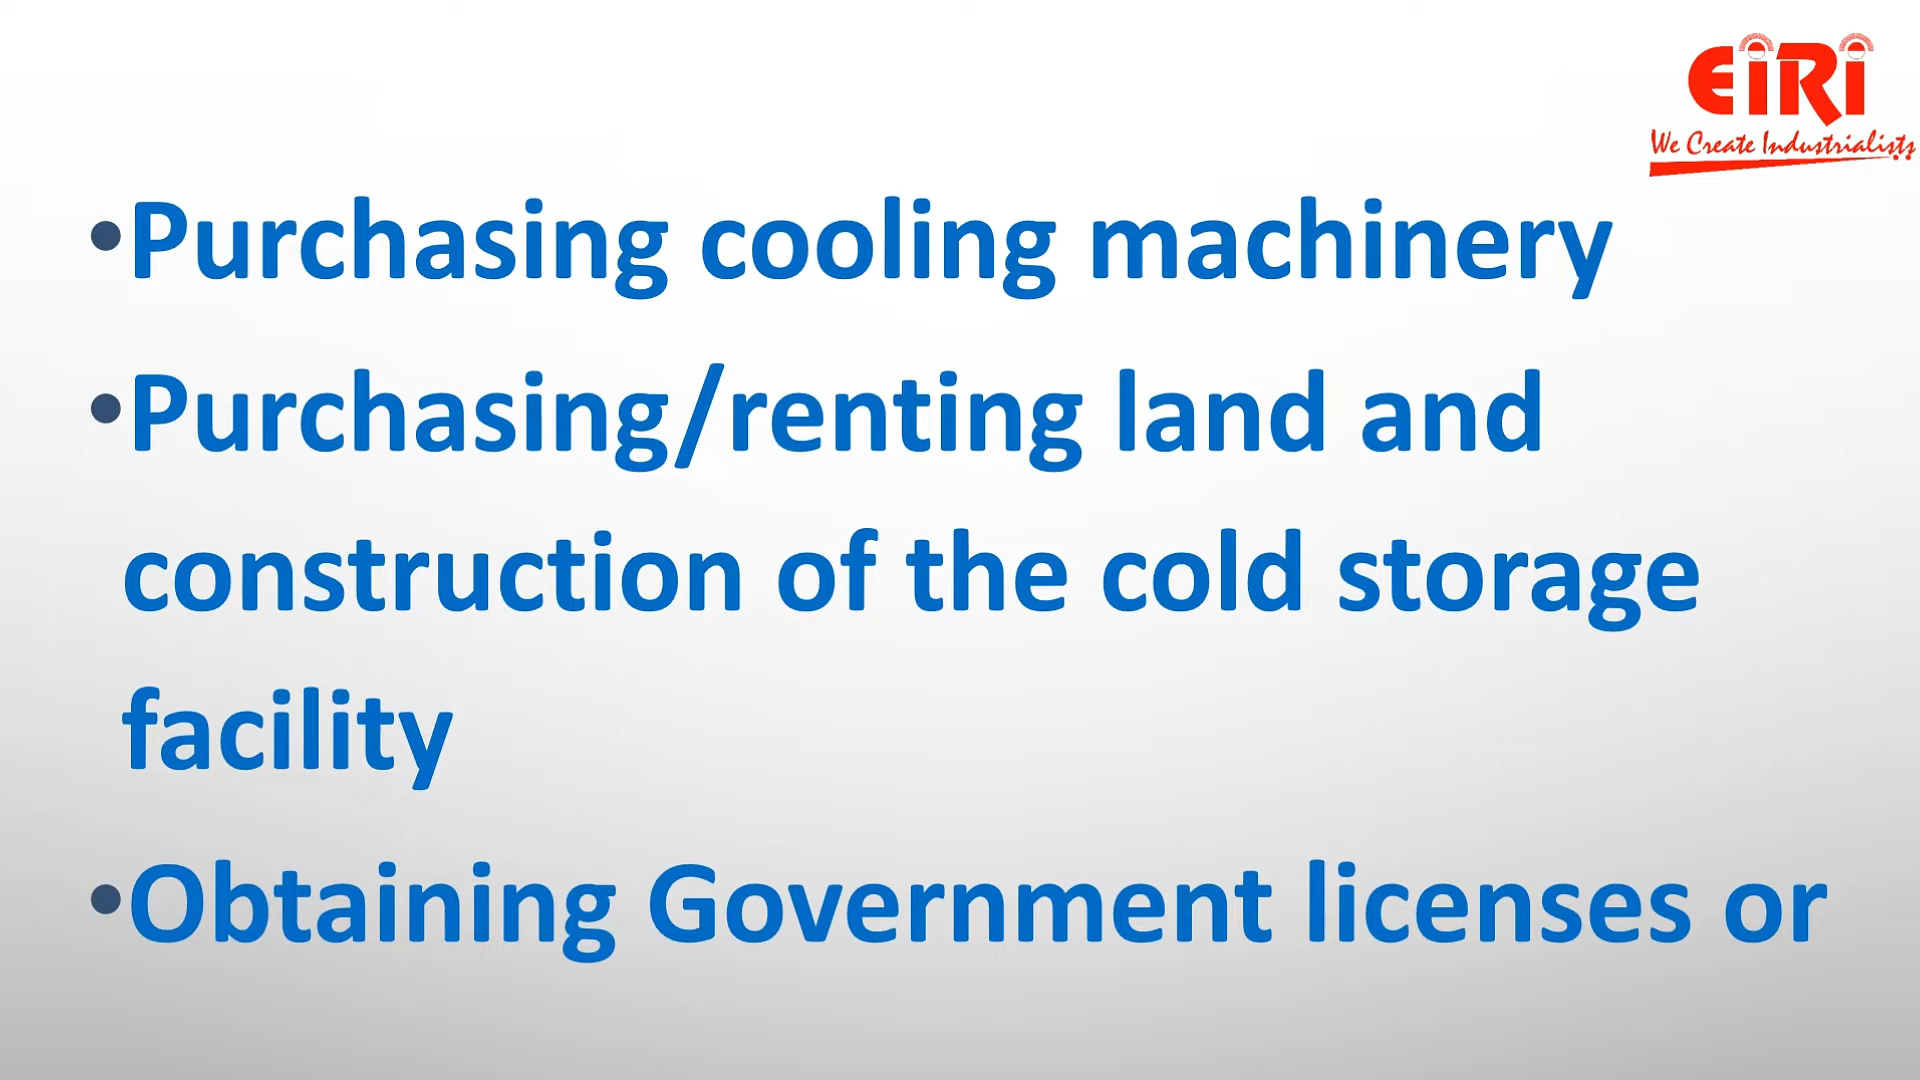 EiRi
We Create Industrialists
•Purchasing cooling machinery
•Purchasing/renting land and
construction of the cold storage
facility
•Obtaining Government licenses or